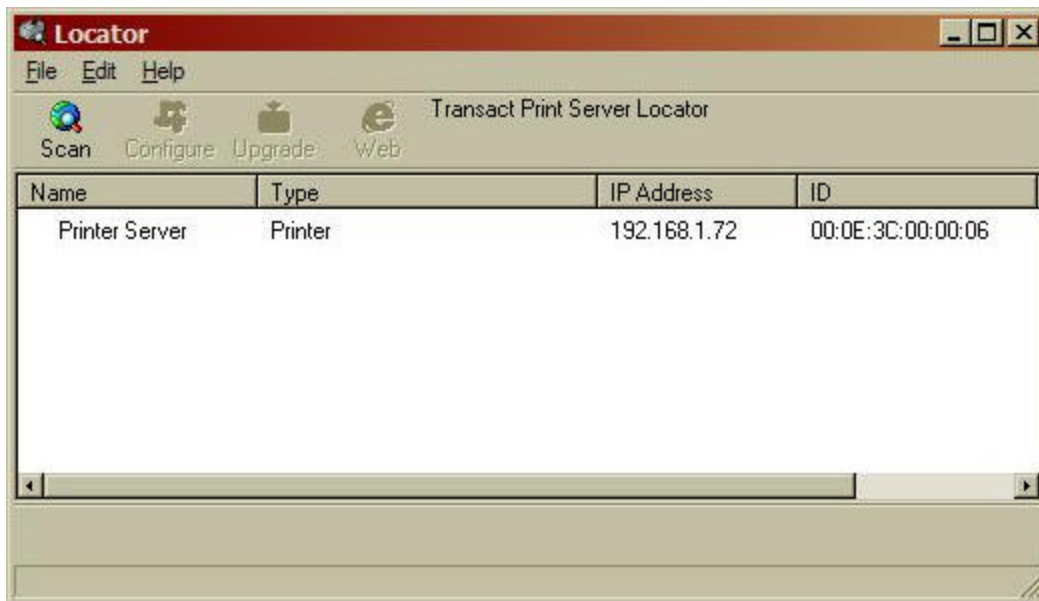 Locator
File Edit Help
Transact Print Server Locator
Scan Configure Upgrade Web
Name Type IP Address ID
Printer Server Printer 192.168.1.72 00:0E:3C:00:00:06